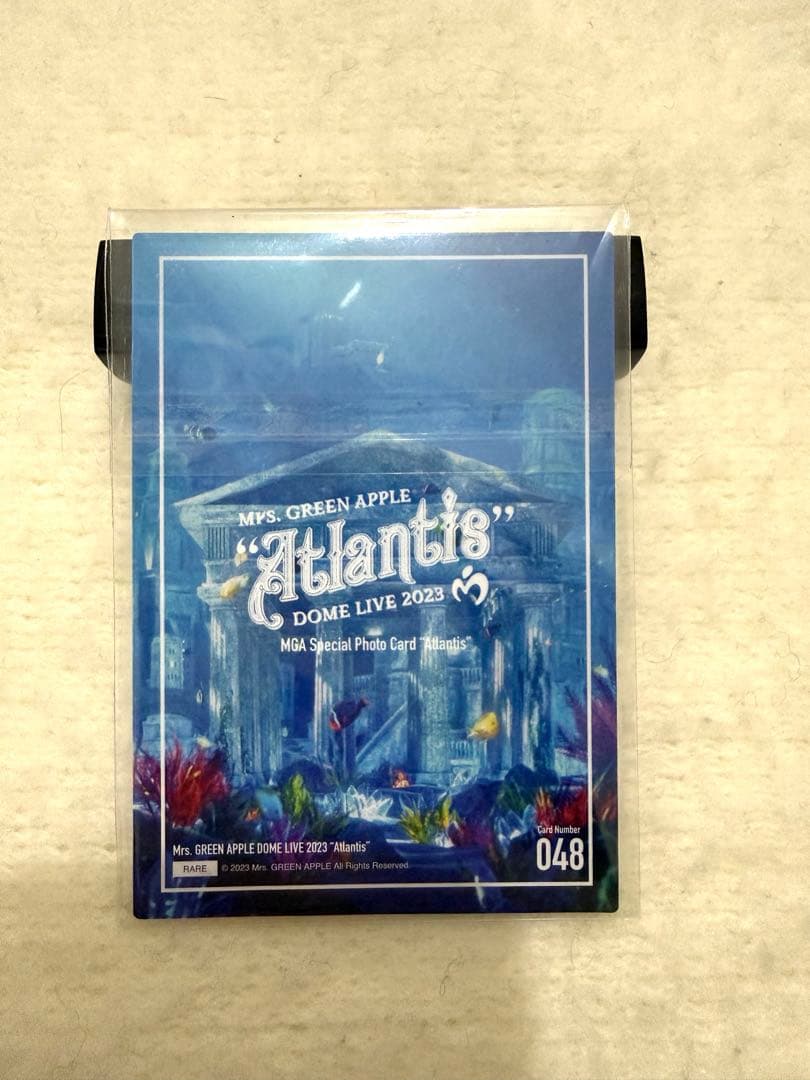 Mrs. GREEN APPLE
“Atlantis”
DOME LIVE 2023
MGA Special Photo Card "Atlantis"
Card Number
048
Mrs. GREEN APPLE DOME LIVE 2023 "Atlantis"
RARE © 2023 Mrs. GREEN APPLE All Rights Reserved.